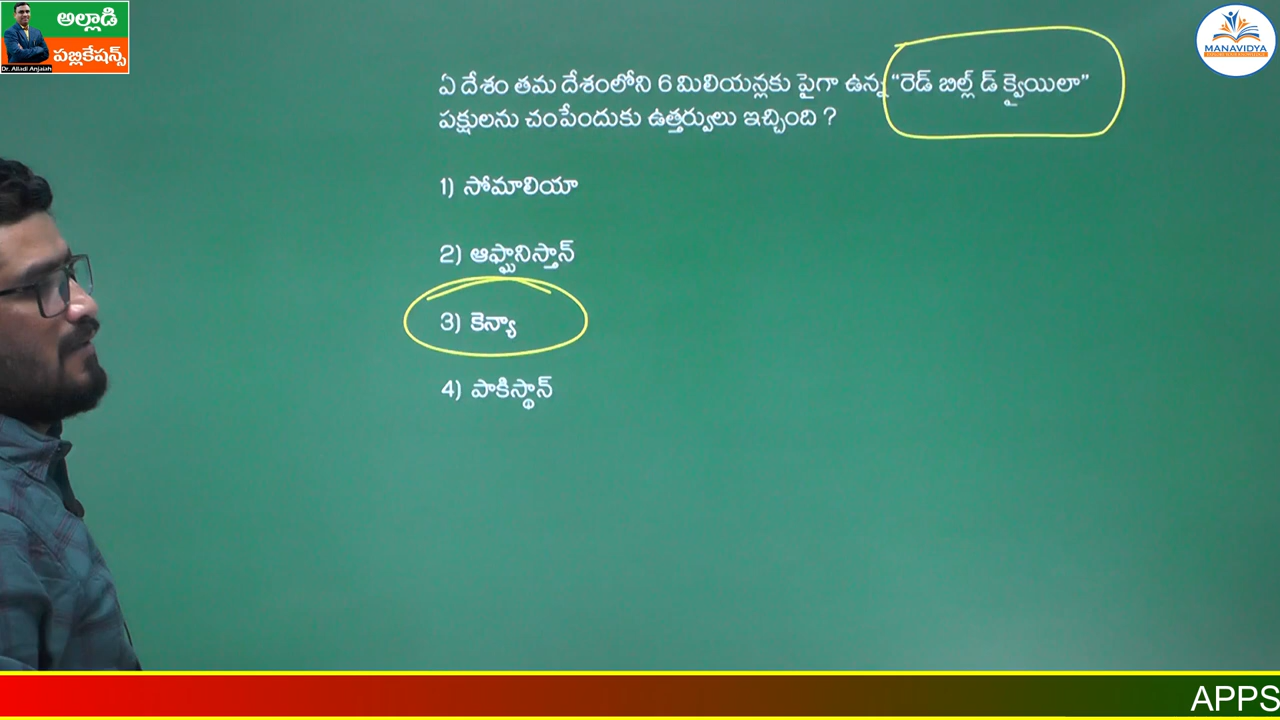 అల్లాడి
పబ్లికేషన్స్
Dr. Alladi Anjaiah
MANAVIDYA
ఏ దేశం తమ దేశంలోని 6 మిలియన్లకు పైగా ఉన్న “రెడ్ బిల్ల్ డ్ క్వెయిలా”
పక్షులను చంపేందుకు ఉత్తర్వులు ఇచ్చింది ?
1) సోమాలియా
2) ఆఫ్ఘానిస్తాన్
3) కెన్యా
4) పాకిస్థాన్
APPS